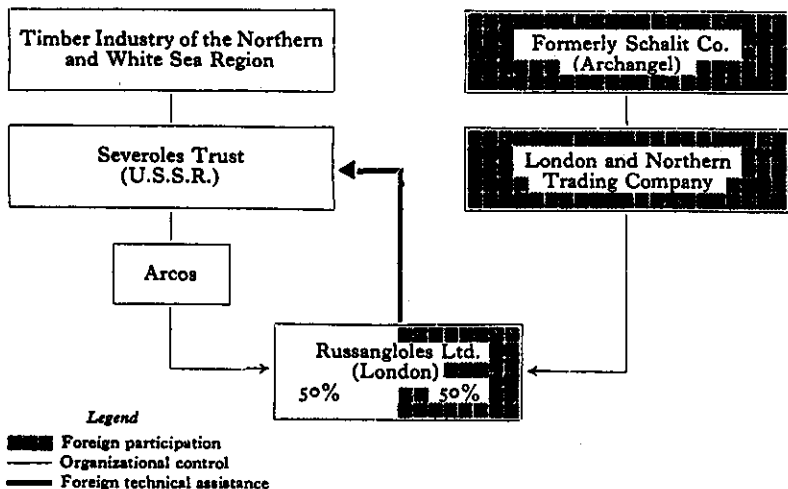 Timber Industry of the Northern
and White Sea Region
Formerly Schalit Co.
(Archangel)
Severoles Trust
(U.S.S.R.)
London and Northern
Trading Company
Arcos
Russangloles Ltd.
(London)
50%
50%
Legend
Foreign participation
Organizational control
Foreign technical assistance